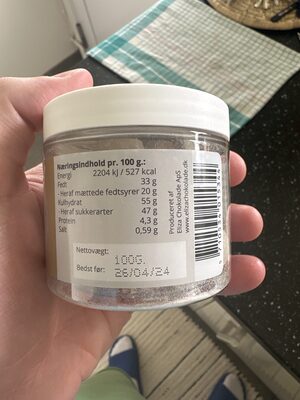 Næringsindhold pr. 100 g.:
Energi 2204 kJ / 527 kcal
Fedt 33 g
- Heraf mættede fedtsyrer 20 g
Kulhydrat 55 g
- Heraf sukkerarter 47 g
Protein 4,3 g
Salt 0,59 g
Nettovægt: 100G.
Bedst før: 26/04/24
Produceret af
Eliza Chokolade ApS
www.elizachokolade.dk